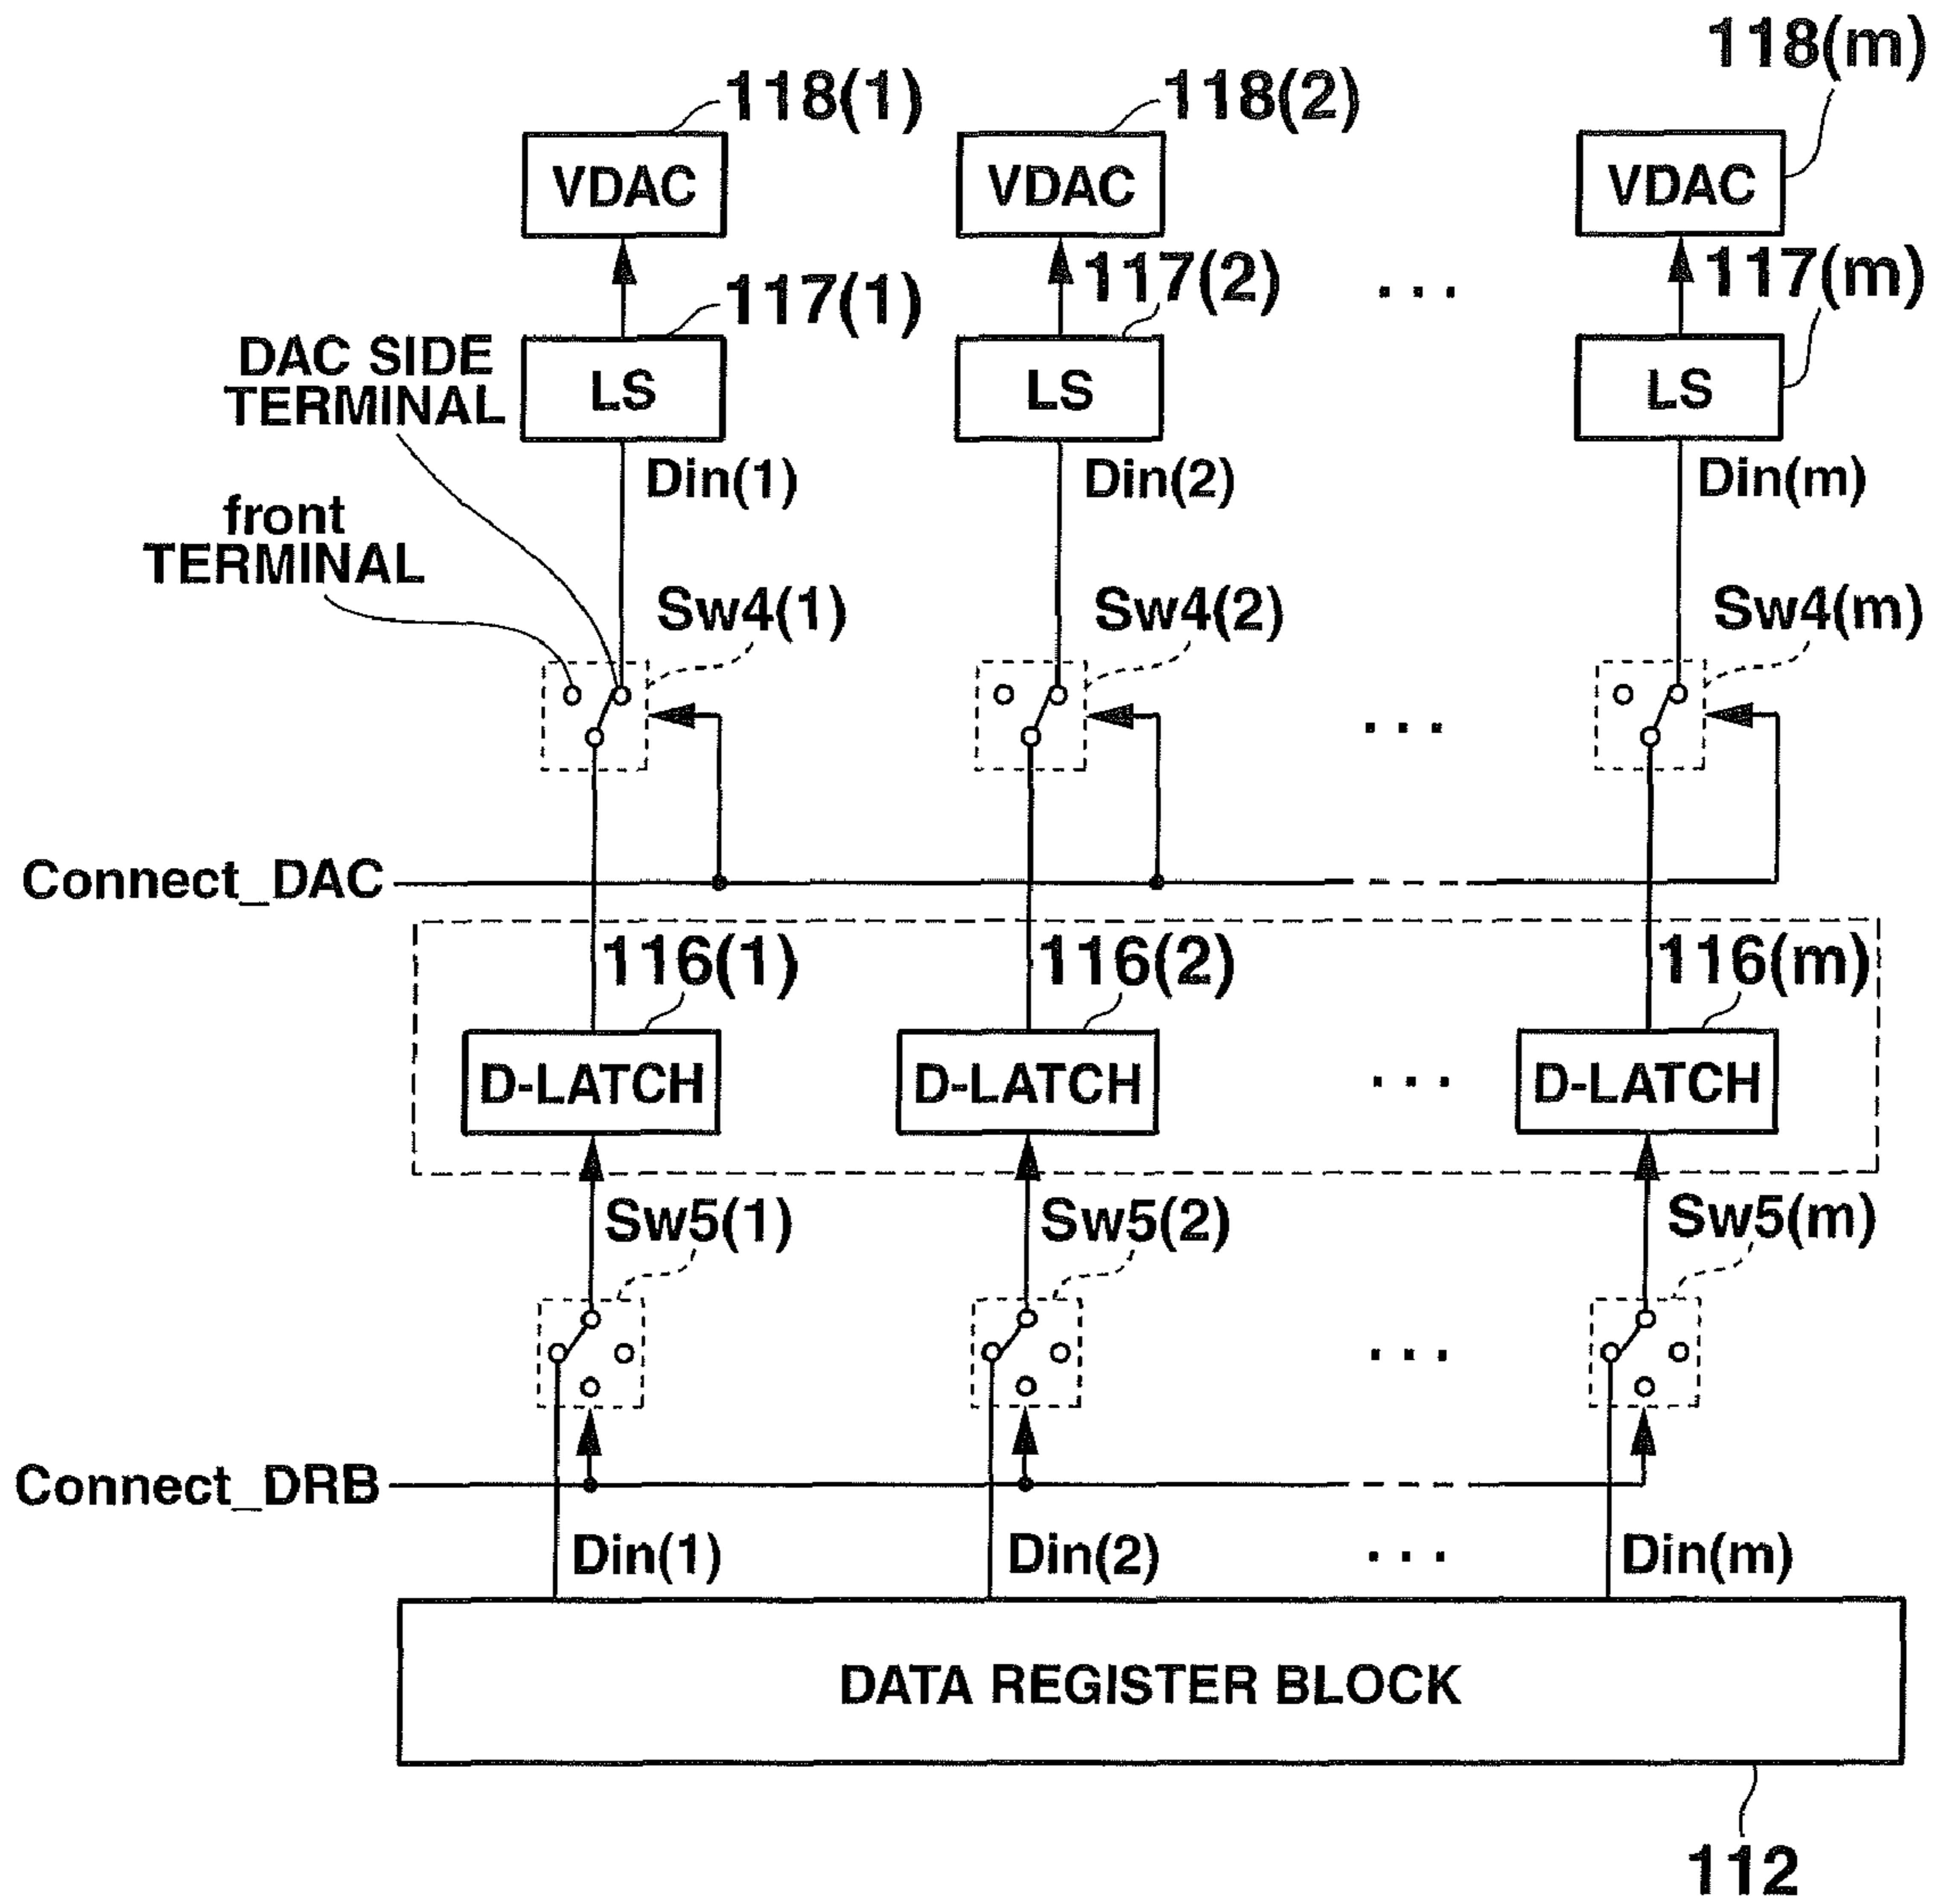 118(m)
118(1)
118(2)
VDAC
VDAC
VDAC
117(1)
117(2)
...
117(m)
DAC SIDE
TERMINAL
LS
LS
LS
Din(1)
Din(2)
Din(m)
front
TERMINAL
Sw4(1)
Sw4(2)
Sw4(m)
...
Connect_DAC
116(1)
116(2)
116(m)
D-LATCH
D-LATCH
...
D-LATCH
Sw5(1)
Sw5(2)
Sw5(m)
...
Connect_DRB
Din(1)
Din(2)
...
Din(m)
DATA REGISTER BLOCK
112